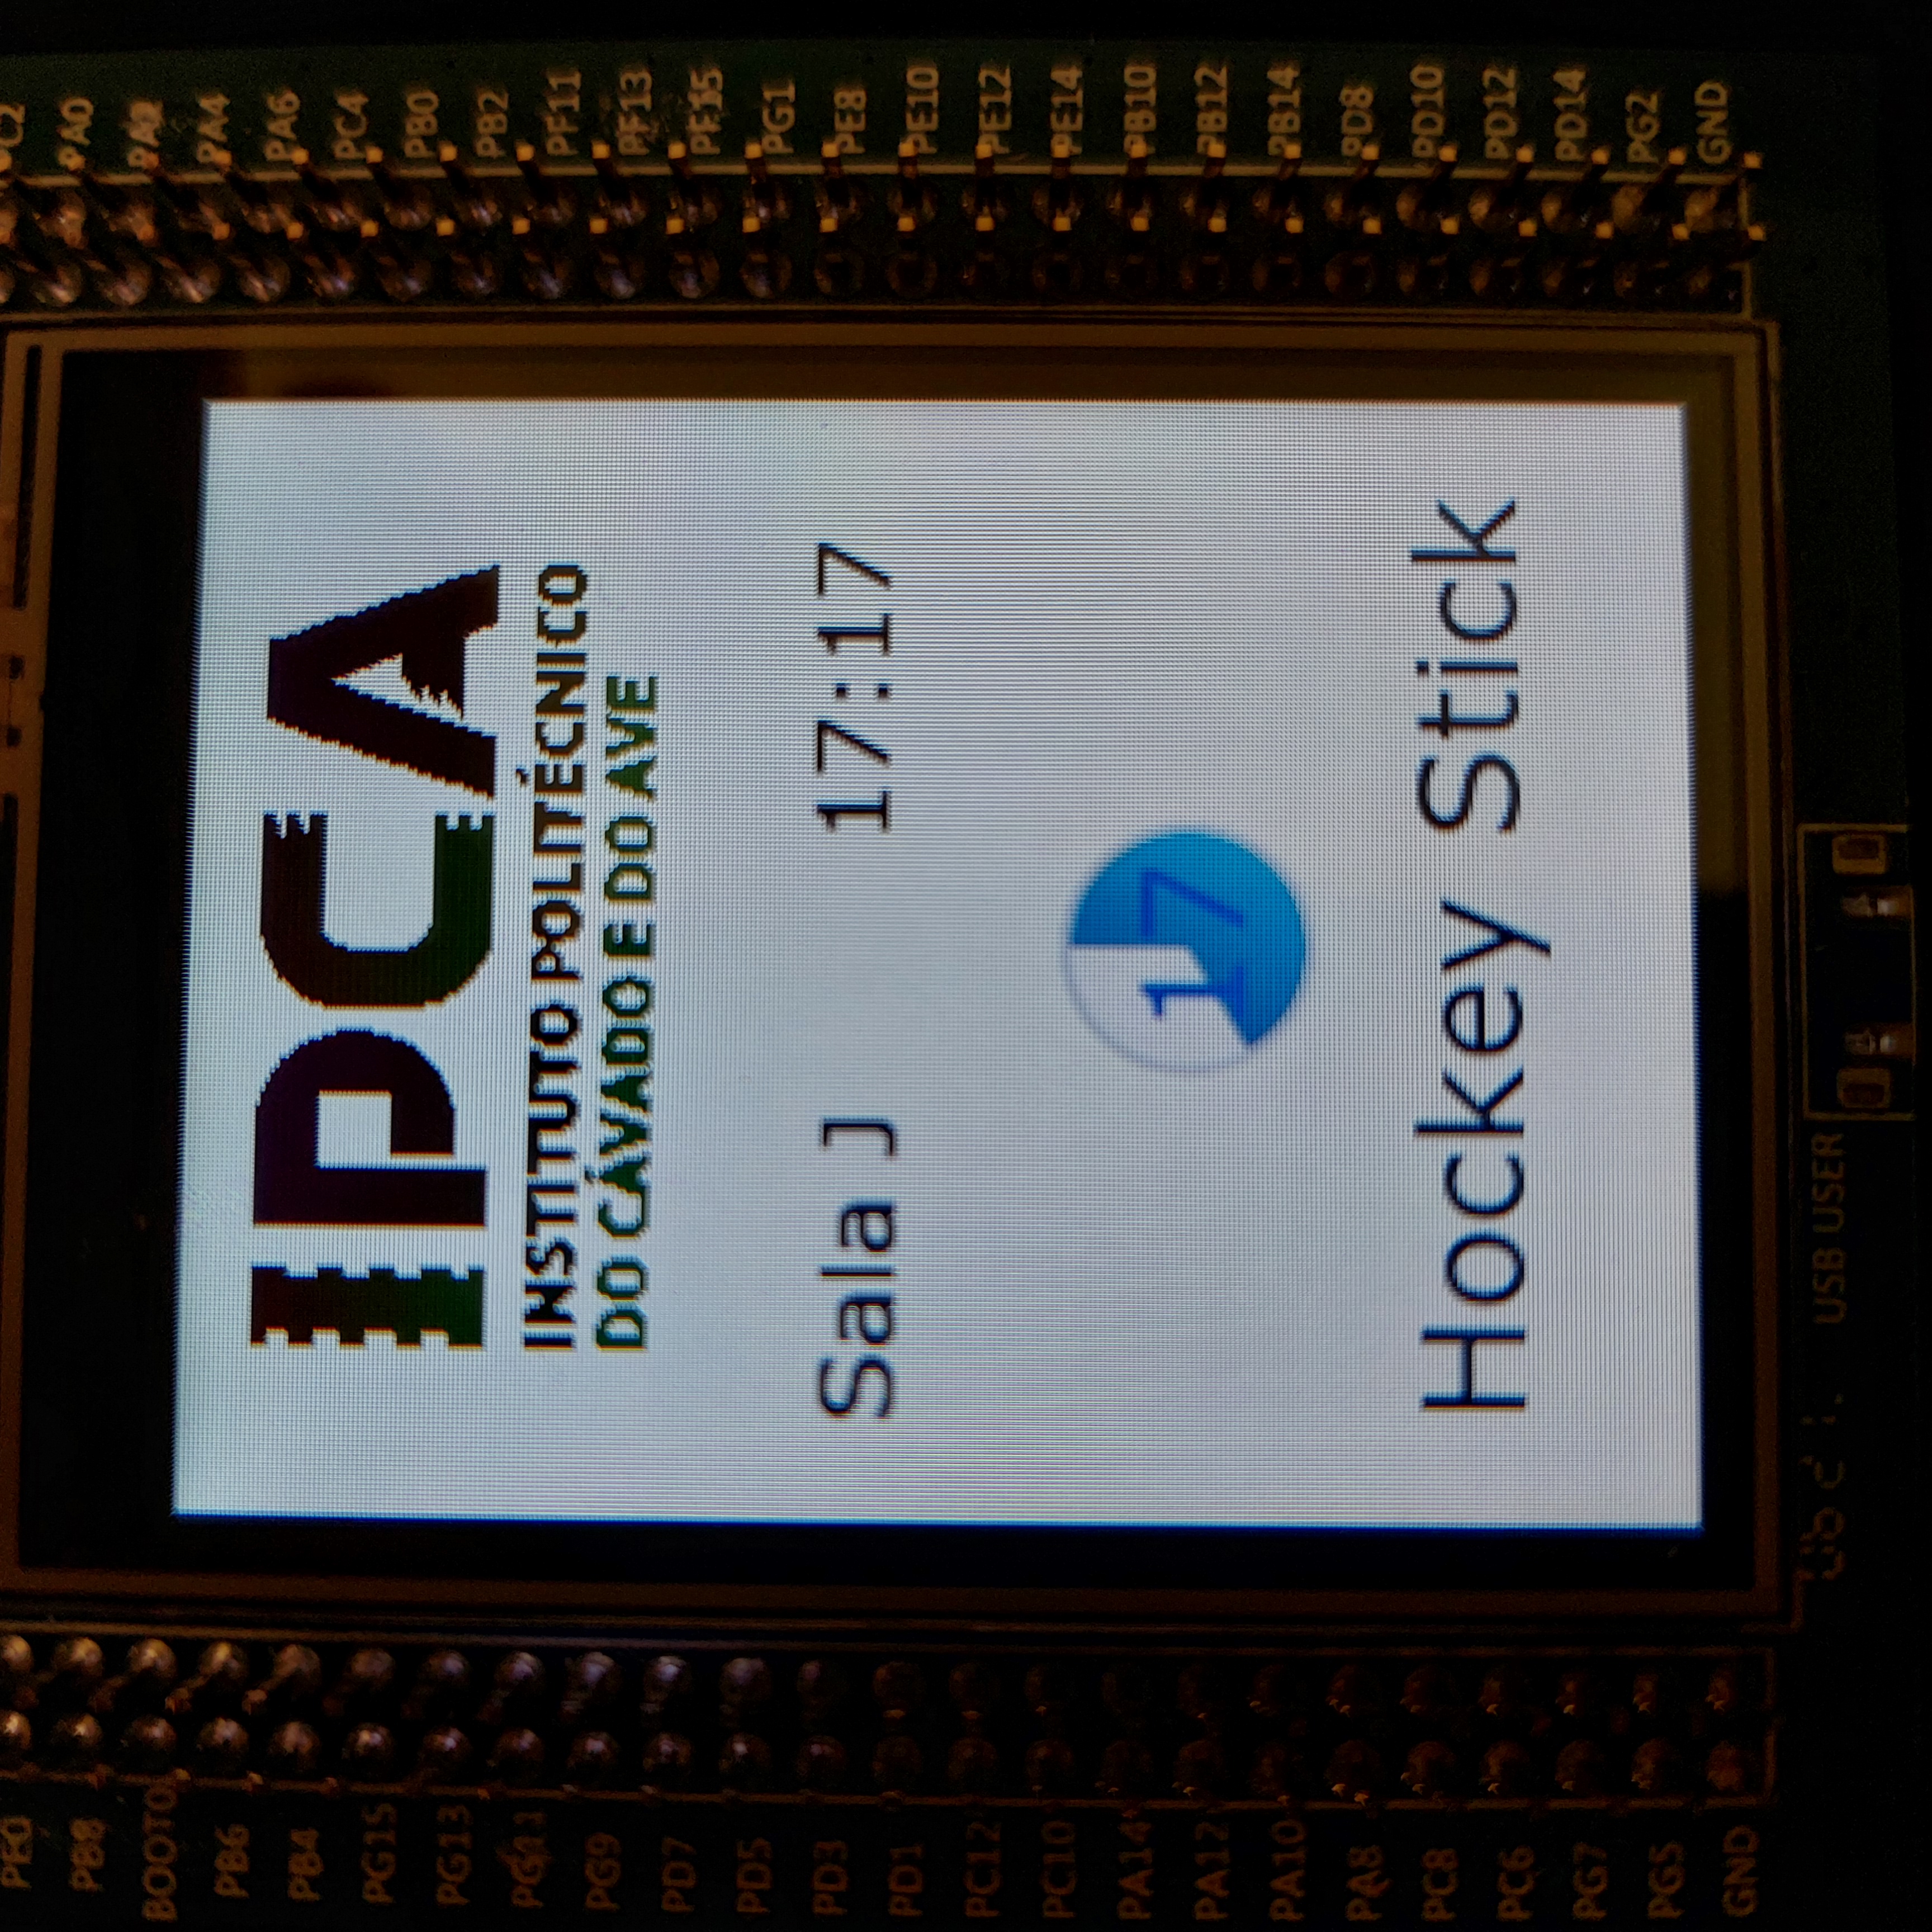 PE0
PB8
BOOT0
PB6
PB4
PG15
PG13
PG11
PG9
PD7
PD5
PD3
PD1
PC12
PC10
PA14
PA12
PA10
PA8
PC8
PC6
PG7
PG5
GND
IPCA
INSTITUTO POLITÉCNICO
DO CÁVADO E DO AVE
Sala J 17:17
17
Hockey Stick
USB USER
PC2
PA0
PA4
PA6
PC4
PB0
PB2
PF11
PF13
PF15
PG1
PE8
PE10
PE12
PE14
PB10
PB12
PB14
PD8
PD10
PD12
PD14
PG2
GND